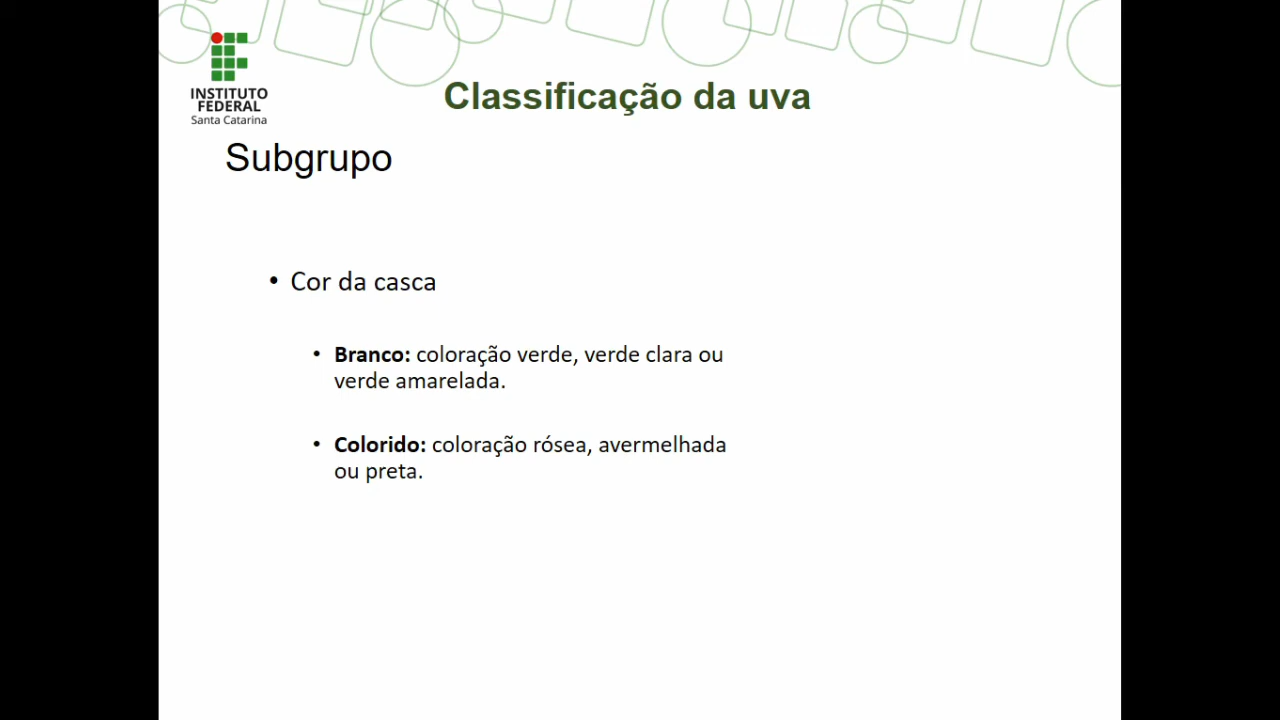 INSTITUTO
FEDERAL
Santa Catarina
Classificação da uva
Subgrupo
• Cor da casca
• Branco: coloração verde, verde clara ou
verde amarelada.
• Colorido: coloração rósea, avermelhada
ou preta.